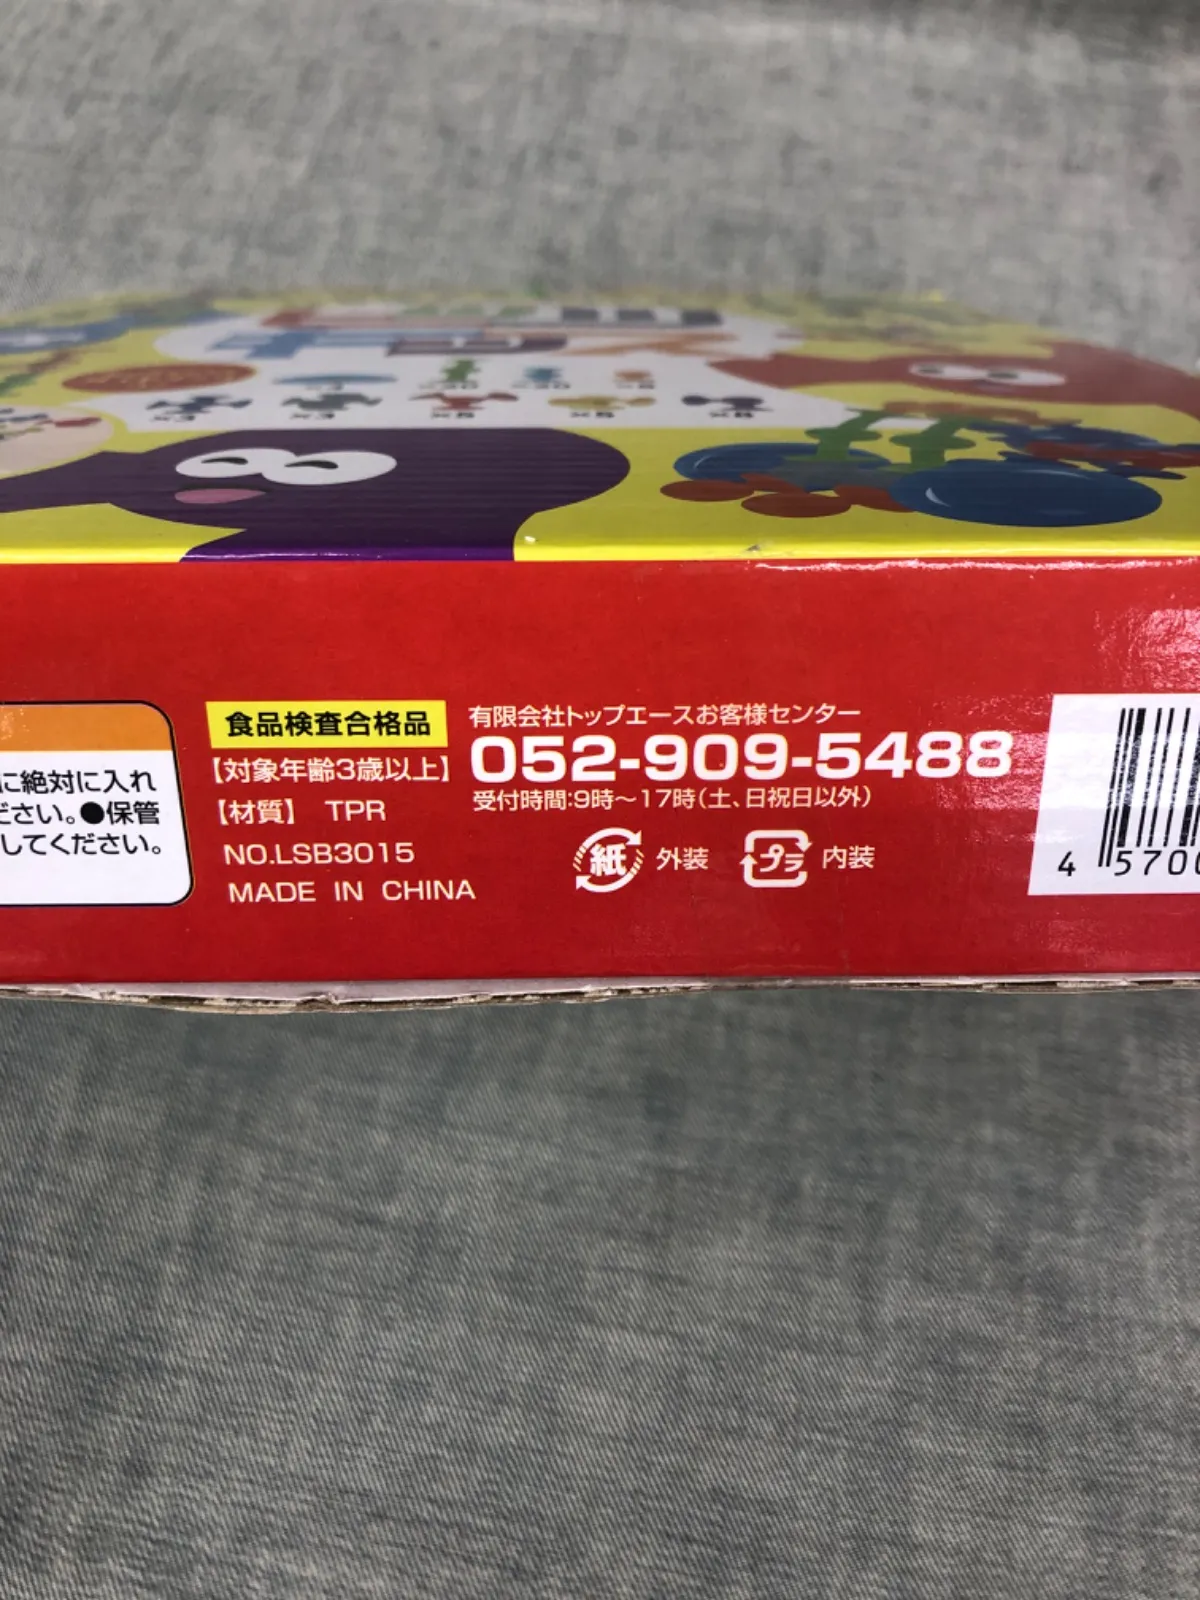 に絶対に入れ
ださい。●保管
してください。
食品検査合格品
【対象年齢3歳以上】
【材質】 TPR
NO.LSB3015
MADE IN CHINA
有限会社トップエースお客様センター
052-909-5488
受付時間:9時～17時(土、日祝日以外)
紙 外装 プラ 内装
4 570